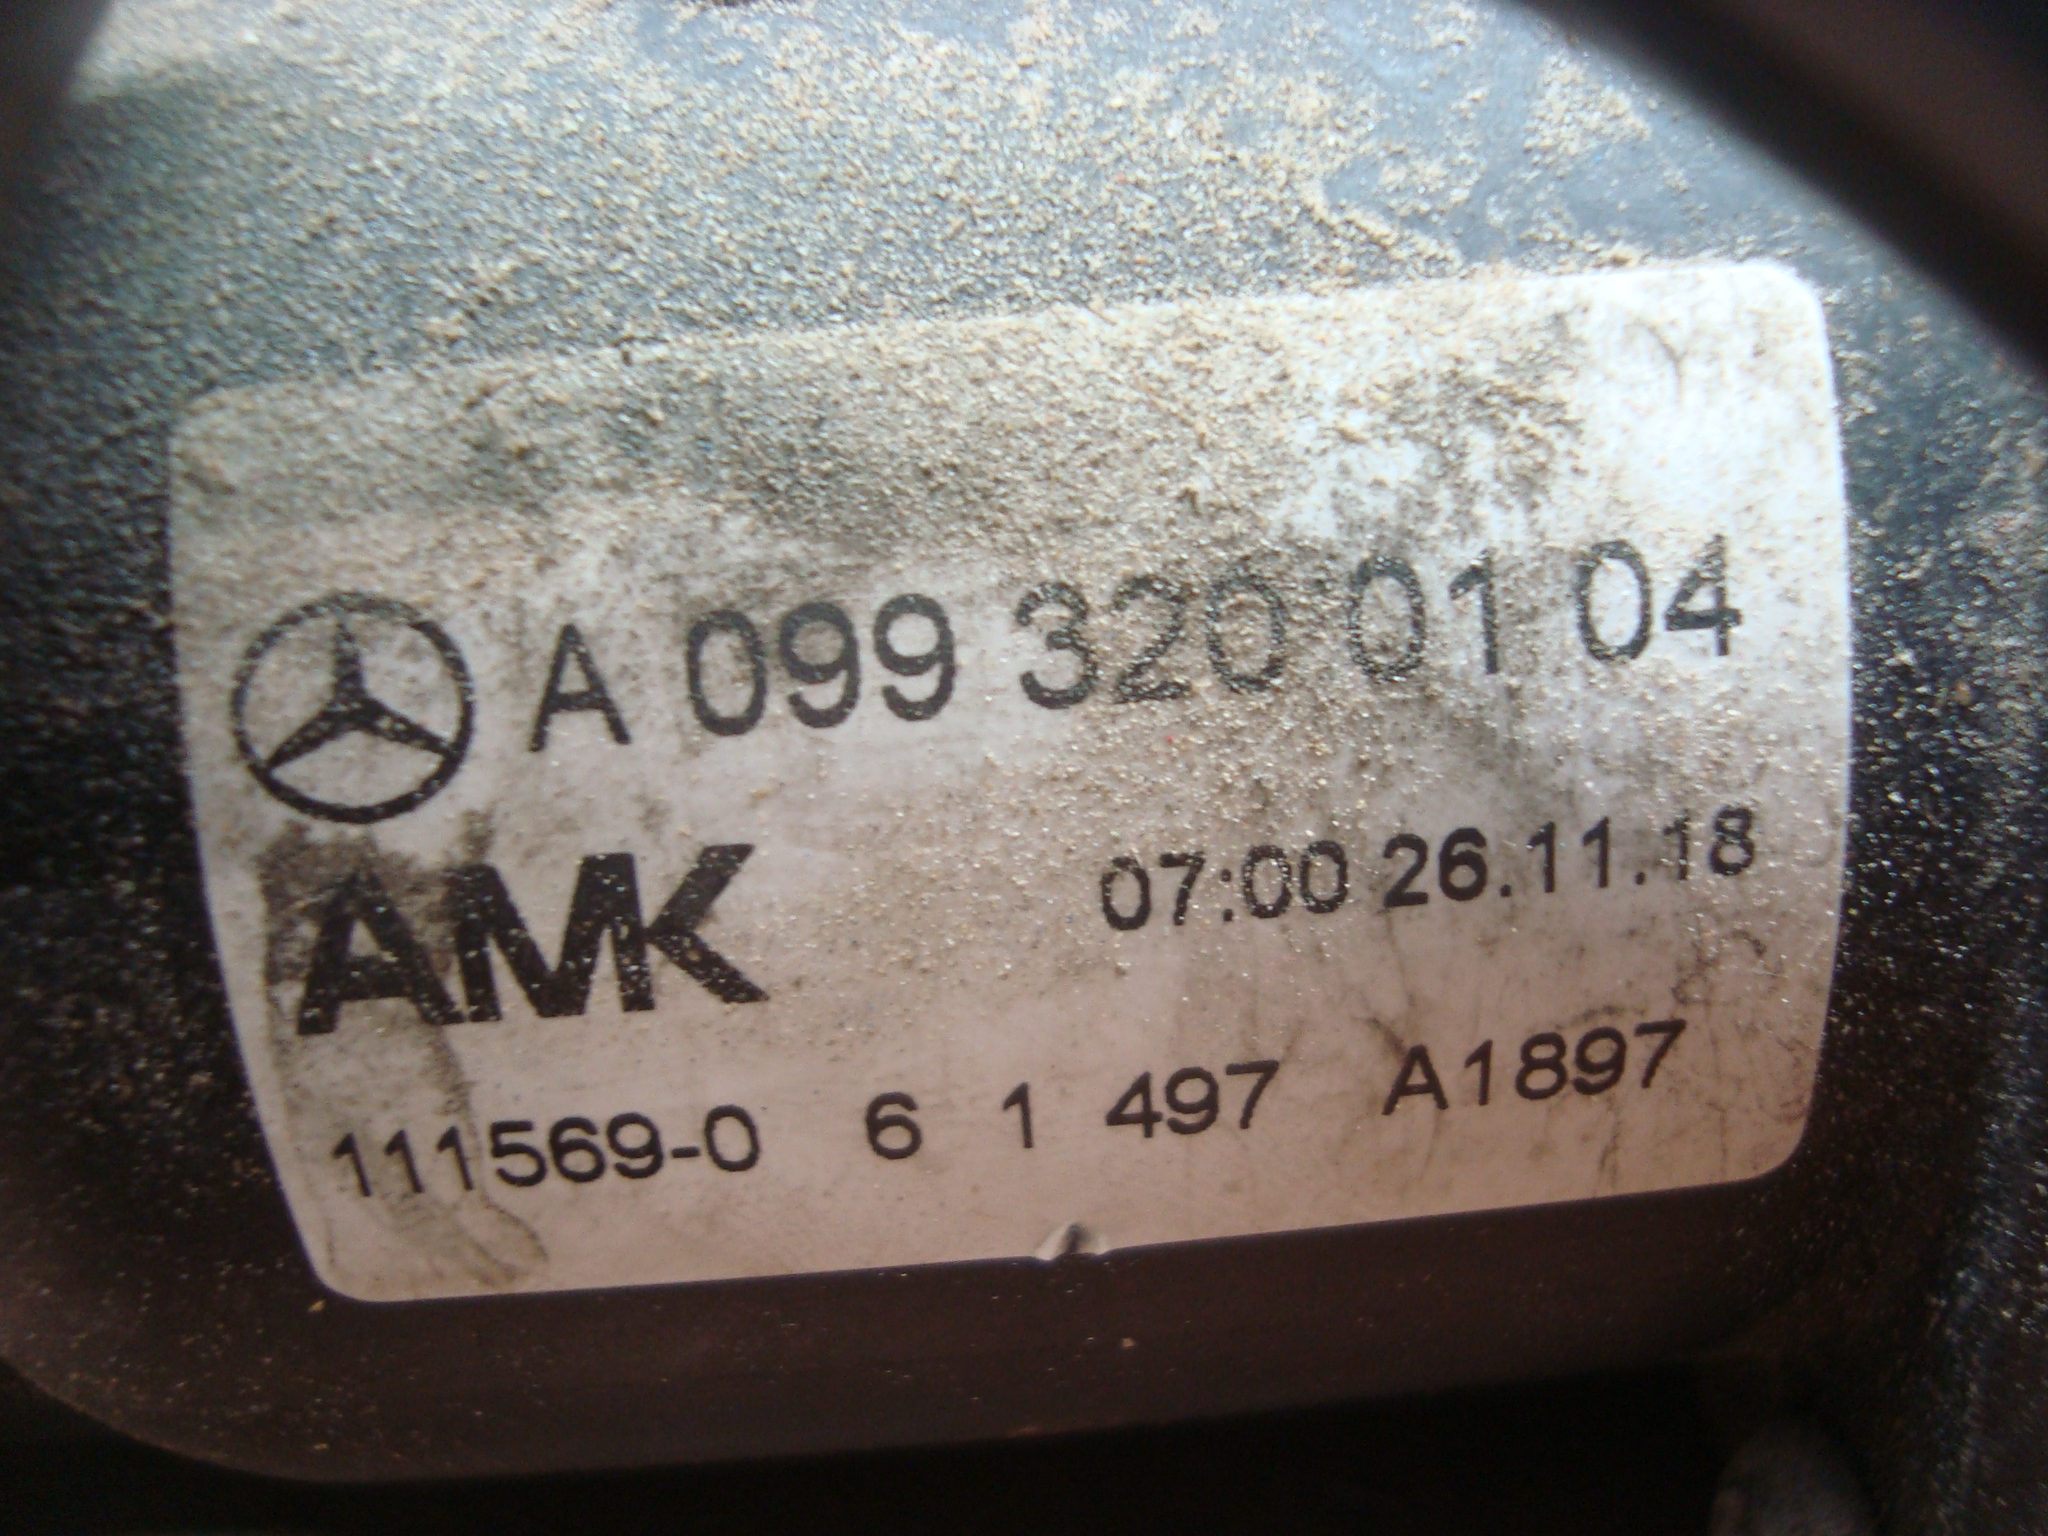 A 099 320 01 04
AMK 07:00 26.11.18
111569-0 6 1 497 A1897